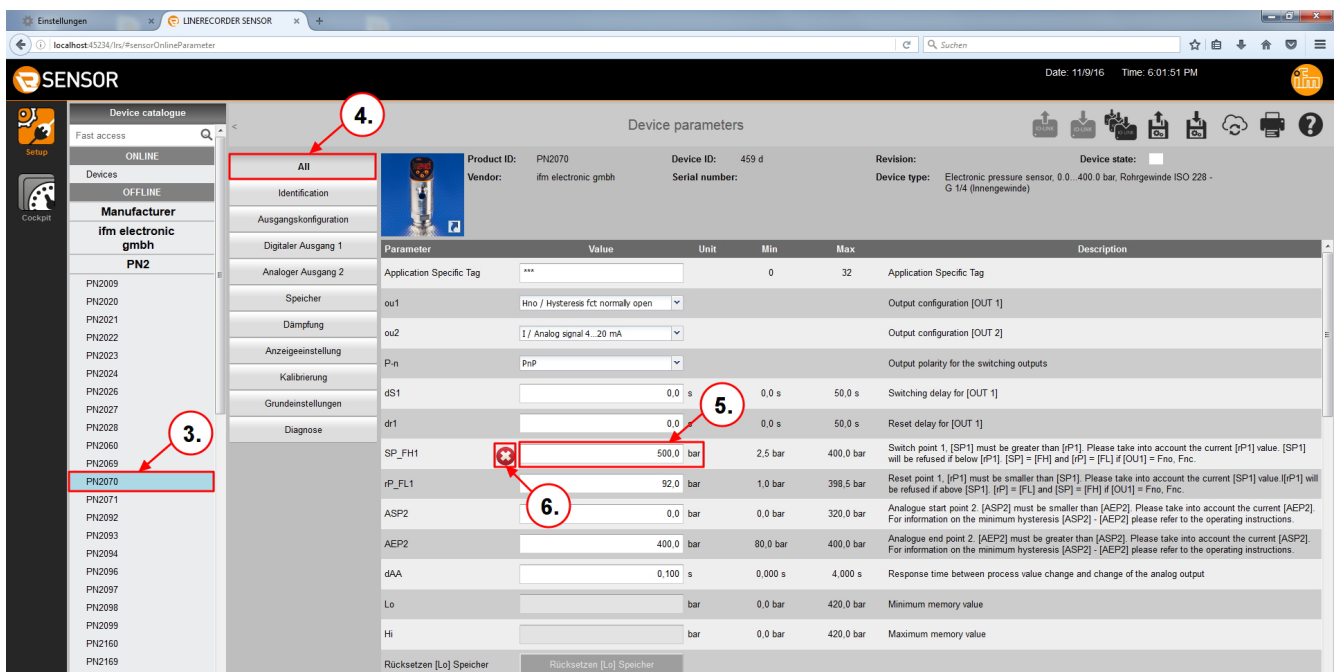 Einstellungen × LINERECORDER SENSOR × +
localhost:45234/lrs/#sensorOnlineParameter Suchen
SENSOR Date: 11/9/16 Time: 6:01:51 PM ifm
Setup
Cockpit
Device catalogue
Fast access
ONLINE
Devices
OFFLINE
Manufacturer
ifm electronic
gmbh
PN2
PN2009
PN2020
PN2021
PN2022
PN2023
PN2024
PN2026
PN2027
PN2028
PN2060
PN2069
PN2070
PN2071
PN2092
PN2093
PN2094
PN2096
PN2097
PN2098
PN2099
PN2160
PN2169
3.
<
4.
All
Identification
Ausgangskonfiguration
Digitaler Ausgang 1
Analoger Ausgang 2
Speicher
Dämpfung
Anzeigeeinstellung
Kalibrierung
Grundeinstellungen
Diagnose
Device parameters
IO-LINK IO-LINK IO-LINK ?
Product ID: PN2070 Device ID: 459 d Revision: Device state:
Vendor: ifm electronic gmbh Serial number: Device type: Electronic pressure sensor, 0.0...400.0 bar, Rohrgewinde ISO 228 -
G 1/4 (Innengewinde)
Parameter Value Unit Min Max Description
Application Specific Tag *** 0 32 Application Specific Tag
ou1 Hno / Hysteresis fct normally open Output configuration [OUT 1]
ou2 I / Analog signal 4...20 mA Output configuration [OUT 2]
P-n PnP Output polarity for the switching outputs
dS1 0,0 s 0,0 s 50,0 s Switching delay for [OUT 1]
5.
dr1 0,0 s 0,0 s 50,0 s Reset delay for [OUT 1]
SP_FH1 500,0 bar 2,5 bar 400,0 bar Switch point 1, [SP1] must be greater than [rP1]. Please take into account the current [rP1] value. [SP1]
will be refused if below [rP1]. [SP] = [FH] and [rP] = [FL] if [OU1] = Fno, Fnc.
rP_FL1 92,0 bar 1,0 bar 398,5 bar Reset point 1, [rP1] must be smaller than [SP1]. Please take into account the current [SP1] value.I[rP1] will
be refused if above [SP1]. [rP] = [FL] and [SP] = [FH] if [OU1] = Fno, Fnc.
6.
ASP2 0,0 bar 0,0 bar 320,0 bar Analogue start point 2. [ASP2] must be smaller than [AEP2]. Please take into account the current [AEP2].
For information on the minimum hysteresis [ASP2] - [AEP2] please refer to the operating instructions.
AEP2 400,0 bar 80,0 bar 400,0 bar Analogue end point 2. [AEP2] must be greater than [ASP2]. Please take into account the current [ASP2].
For information on the minimum hysteresis [ASP2] - [AEP2] please refer to the operating instructions.
dAA 0,100 s 0,000 s 4,000 s Response time between process value change and change of the analog output
Lo bar 0,0 bar 420,0 bar Minimum memory value
Hi bar 0,0 bar 420,0 bar Maximum memory value
Rücksetzen [Lo] Speicher Rücksetzen [Lo] Speicher